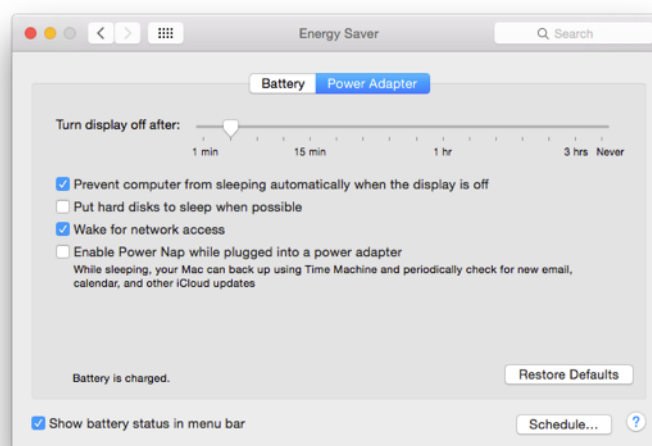 Energy Saver
Search
Battery Power Adapter
Turn display off after:
1 min 15 min 1 hr 3 hrs Never
Prevent computer from sleeping automatically when the display is off
Put hard disks to sleep when possible
Wake for network access
Enable Power Nap while plugged into a power adapter
While sleeping, your Mac can back up using Time Machine and periodically check for new email,
calendar, and other iCloud updates
Battery is charged.
Restore Defaults
Show battery status in menu bar
Schedule... ?